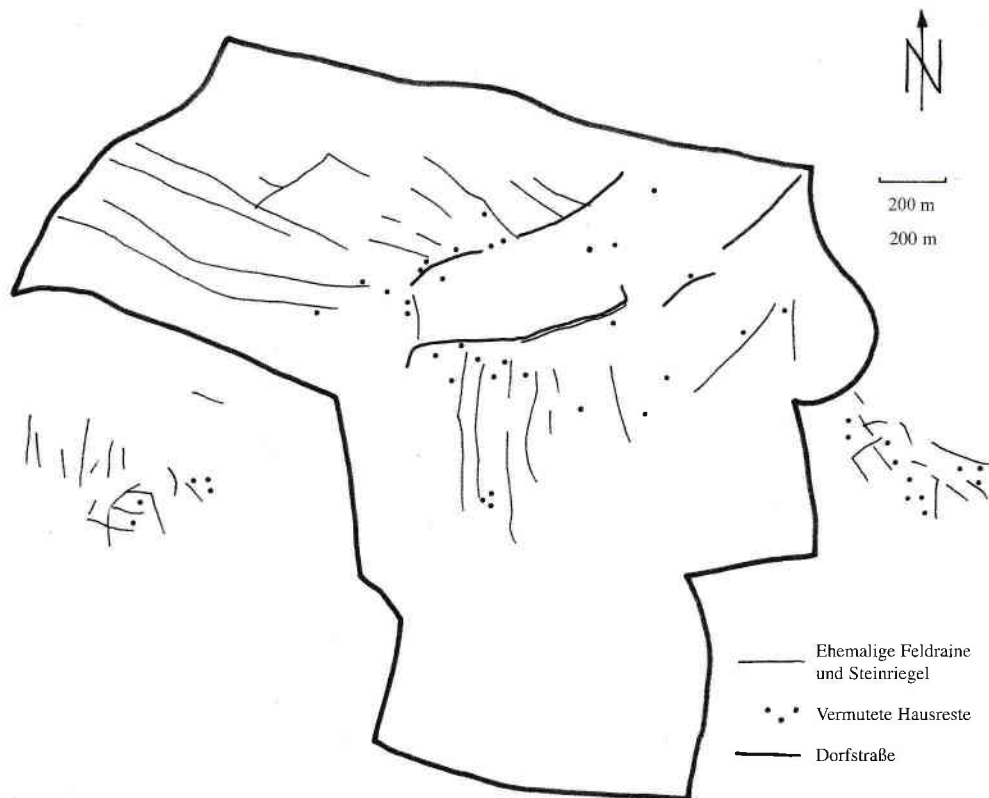 N
200 m
200 m
Ehemalige Feldraine
und Steinriegel
Vermutete Hausreste
Dorfstraße